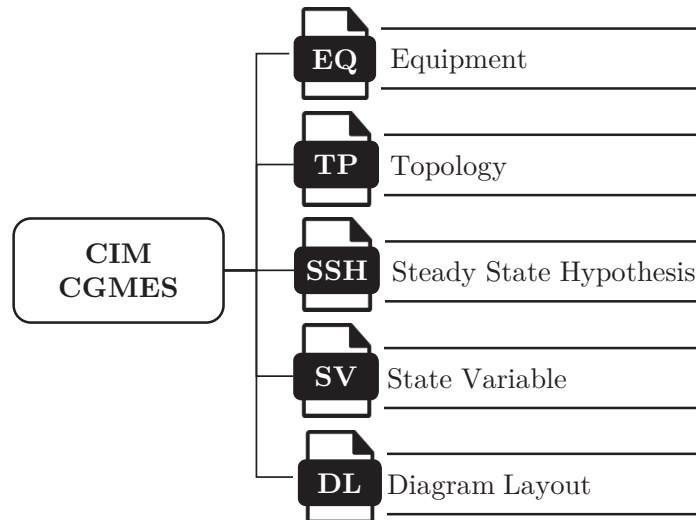 EQ Equipment
TP Topology
CIM
CGMES
SSH Steady State Hypothesis
SV State Variable
DL Diagram Layout